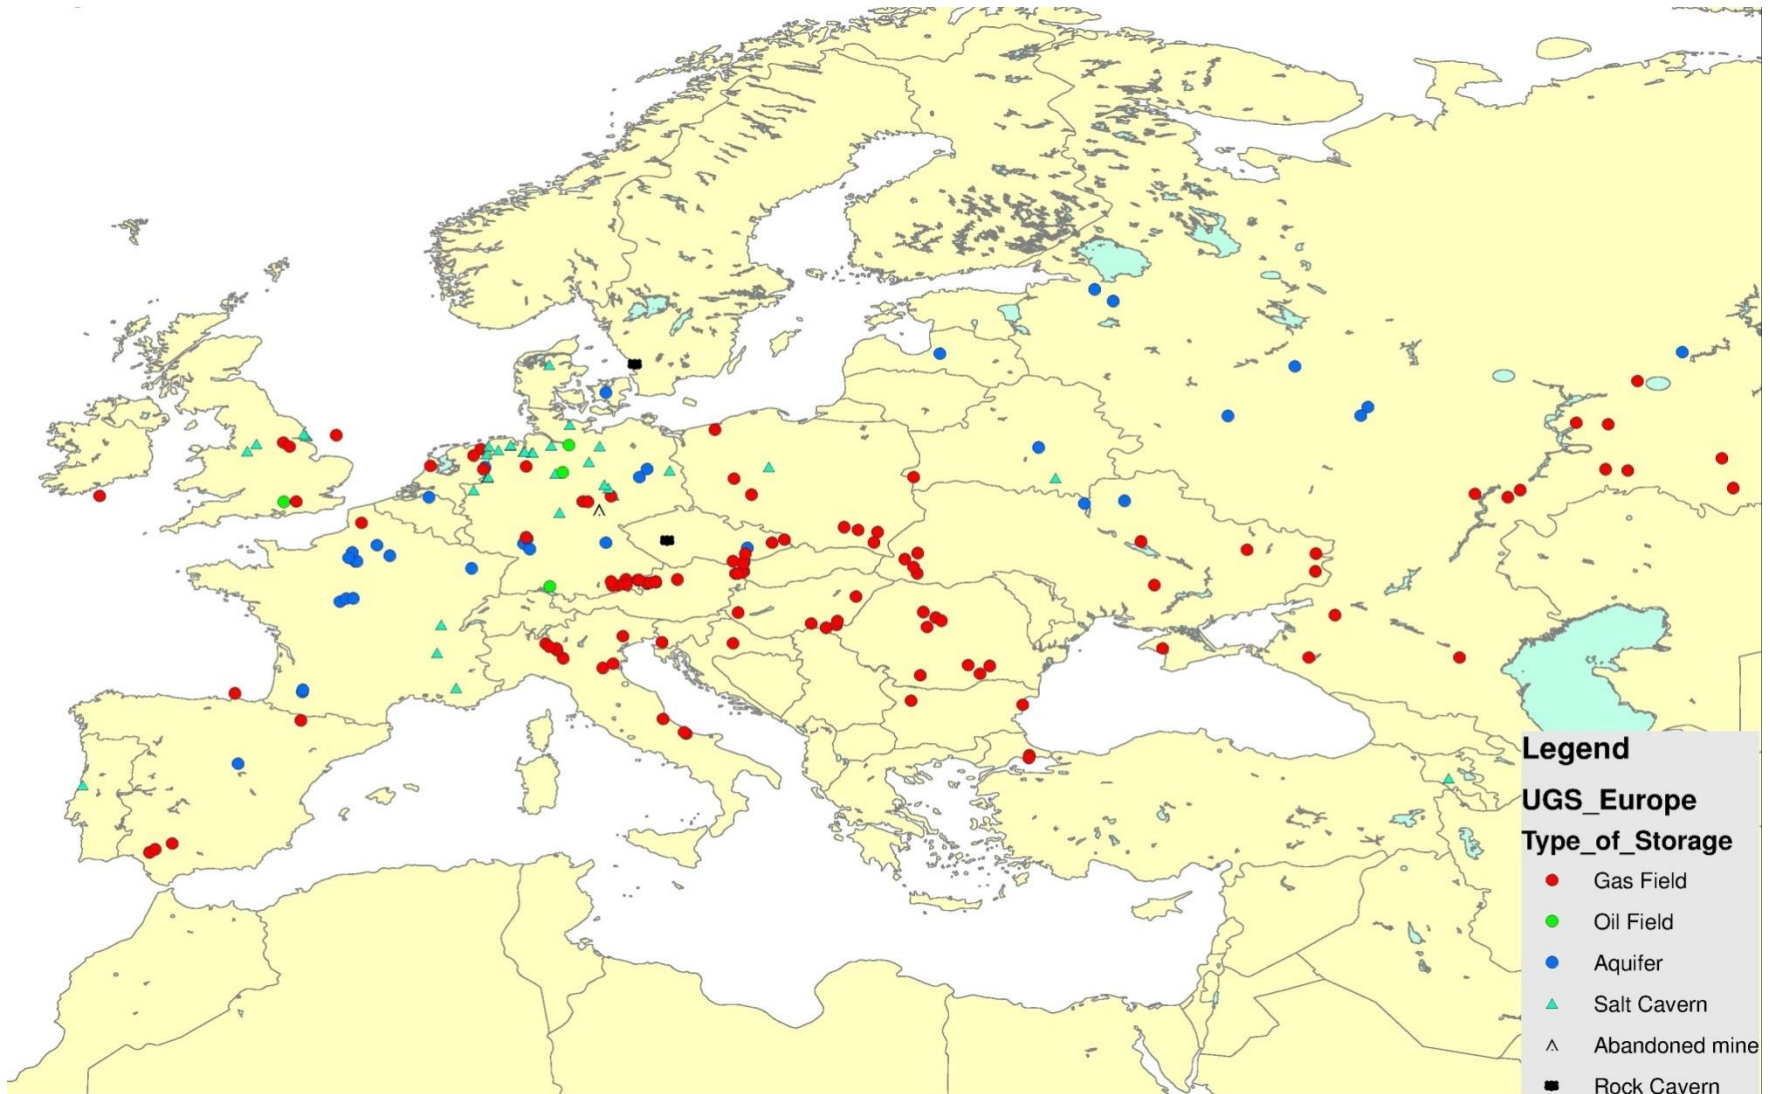 Legend
UGS_Europe
Type_of_Storage
Gas Field
Oil Field
Aquifer
Salt Cavern
Abandoned mine
Rock Cavern